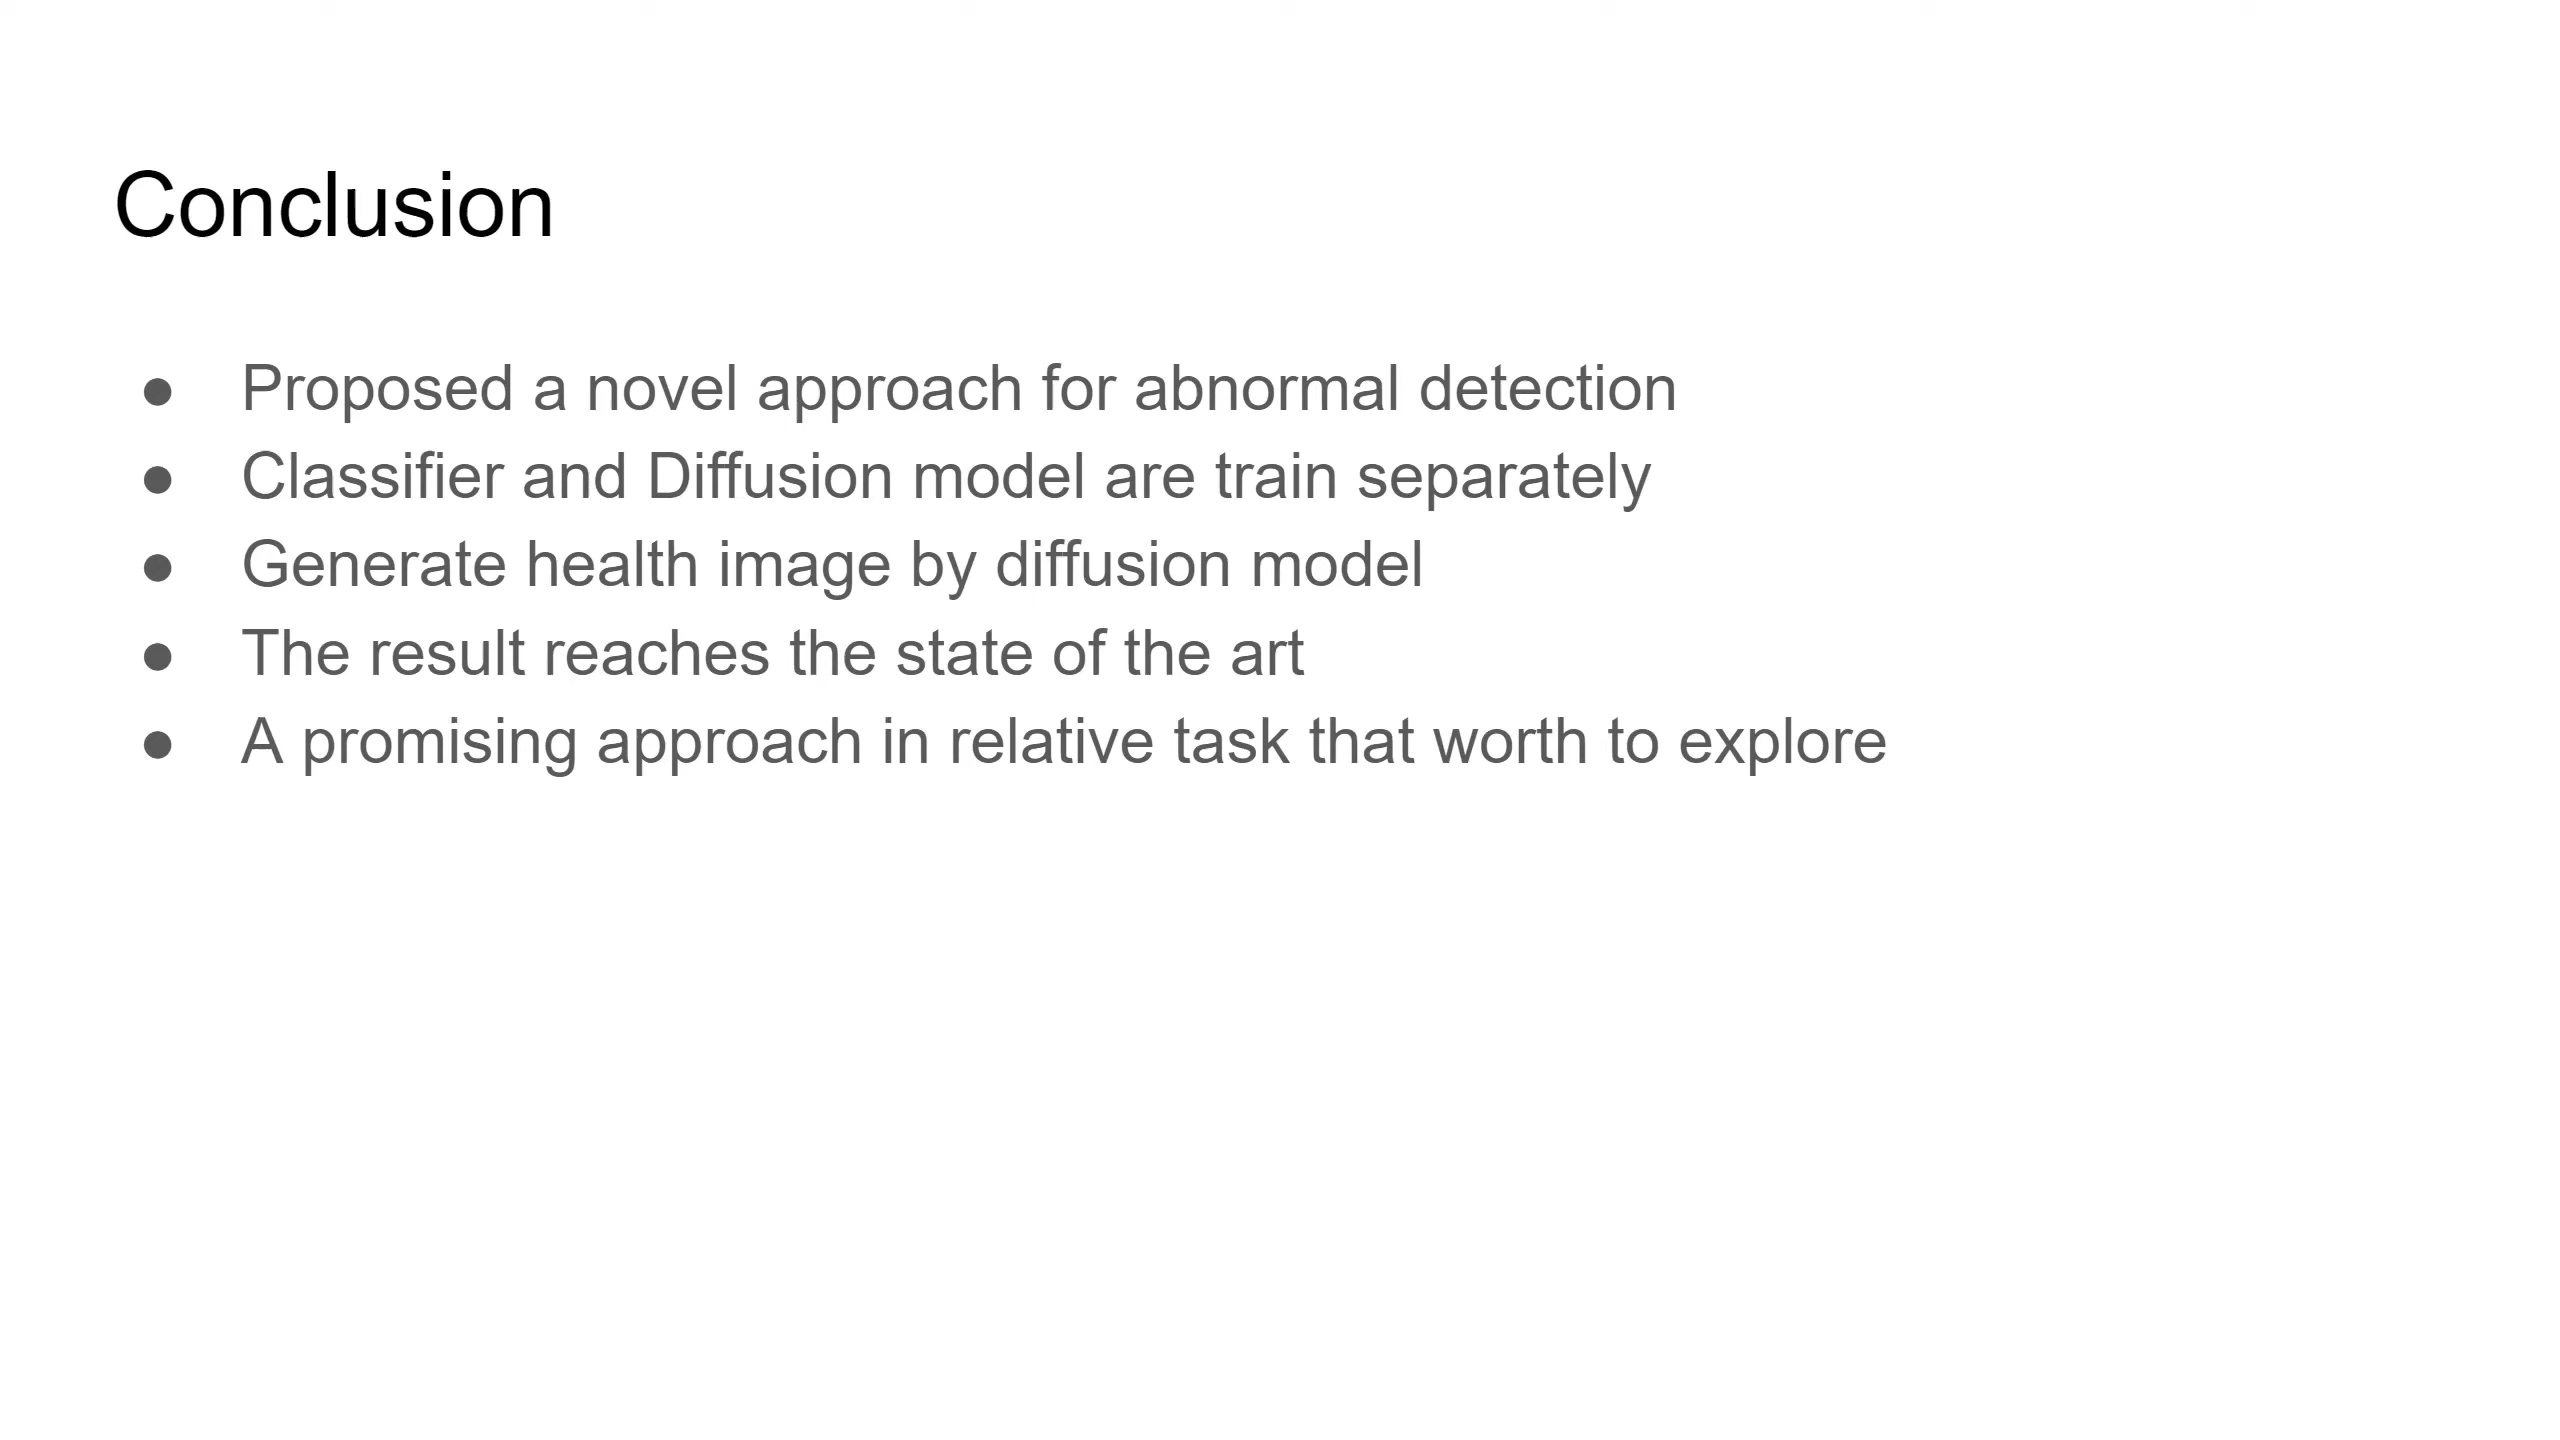 Conclusion
● Proposed a novel approach for abnormal detection
● Classifier and Diffusion model are train separately
● Generate health image by diffusion model
● The result reaches the state of the art
● A promising approach in relative task that worth to explore